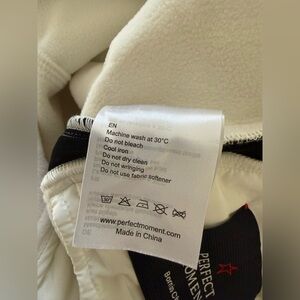 EN
Machine wash at 30°C
Do not bleach
Cool iron
Do not dry clean
Do not wringing
Do not use fabric softener
www.perfectmoment.com
Made in China
PERFECT
MOMENT